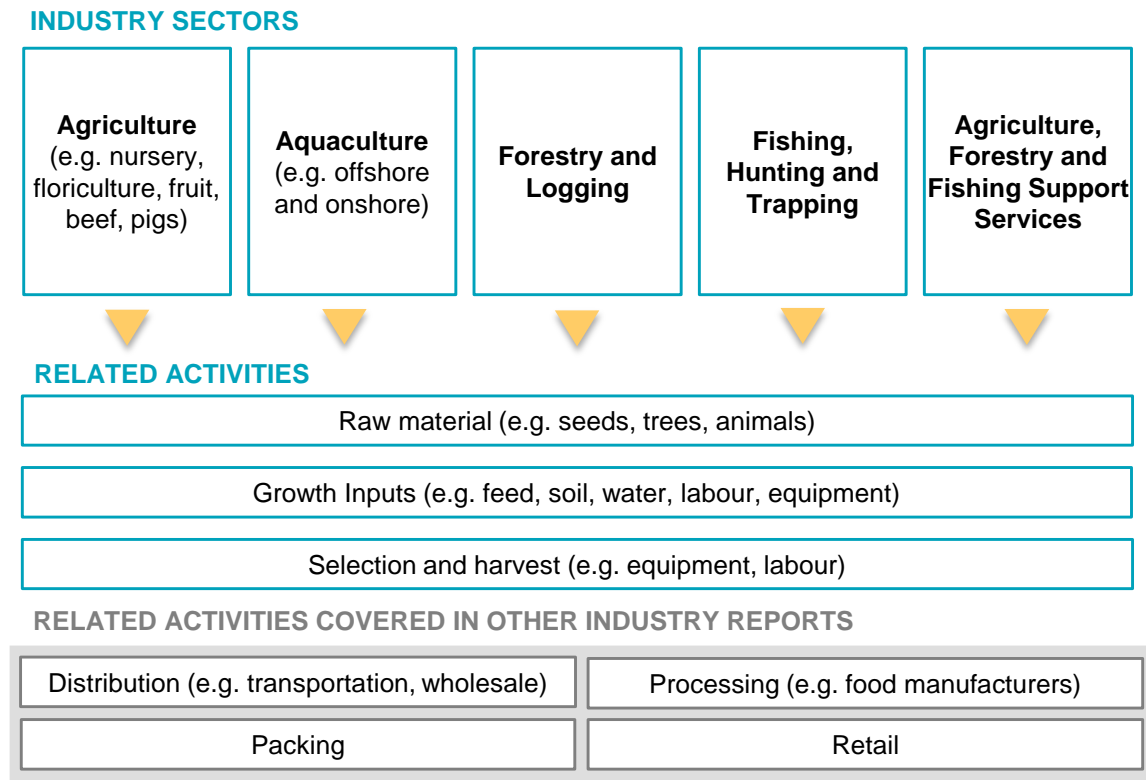 INDUSTRY SECTORS
Agriculture
(e.g. nursery,
floriculture, fruit,
beef, pigs)
Aquaculture
(e.g. offshore
and onshore)
Forestry and
Logging
Fishing,
Hunting and
Trapping
Agriculture,
Forestry and
Fishing Support
Services
RELATED ACTIVITIES
Raw material (e.g. seeds, trees, animals)
Growth Inputs (e.g. feed, soil, water, labour, equipment)
Selection and harvest (e.g. equipment, labour)
RELATED ACTIVITIES COVERED IN OTHER INDUSTRY REPORTS
Distribution (e.g. transportation, wholesale)
Processing (e.g. food manufacturers)
Packing
Retail